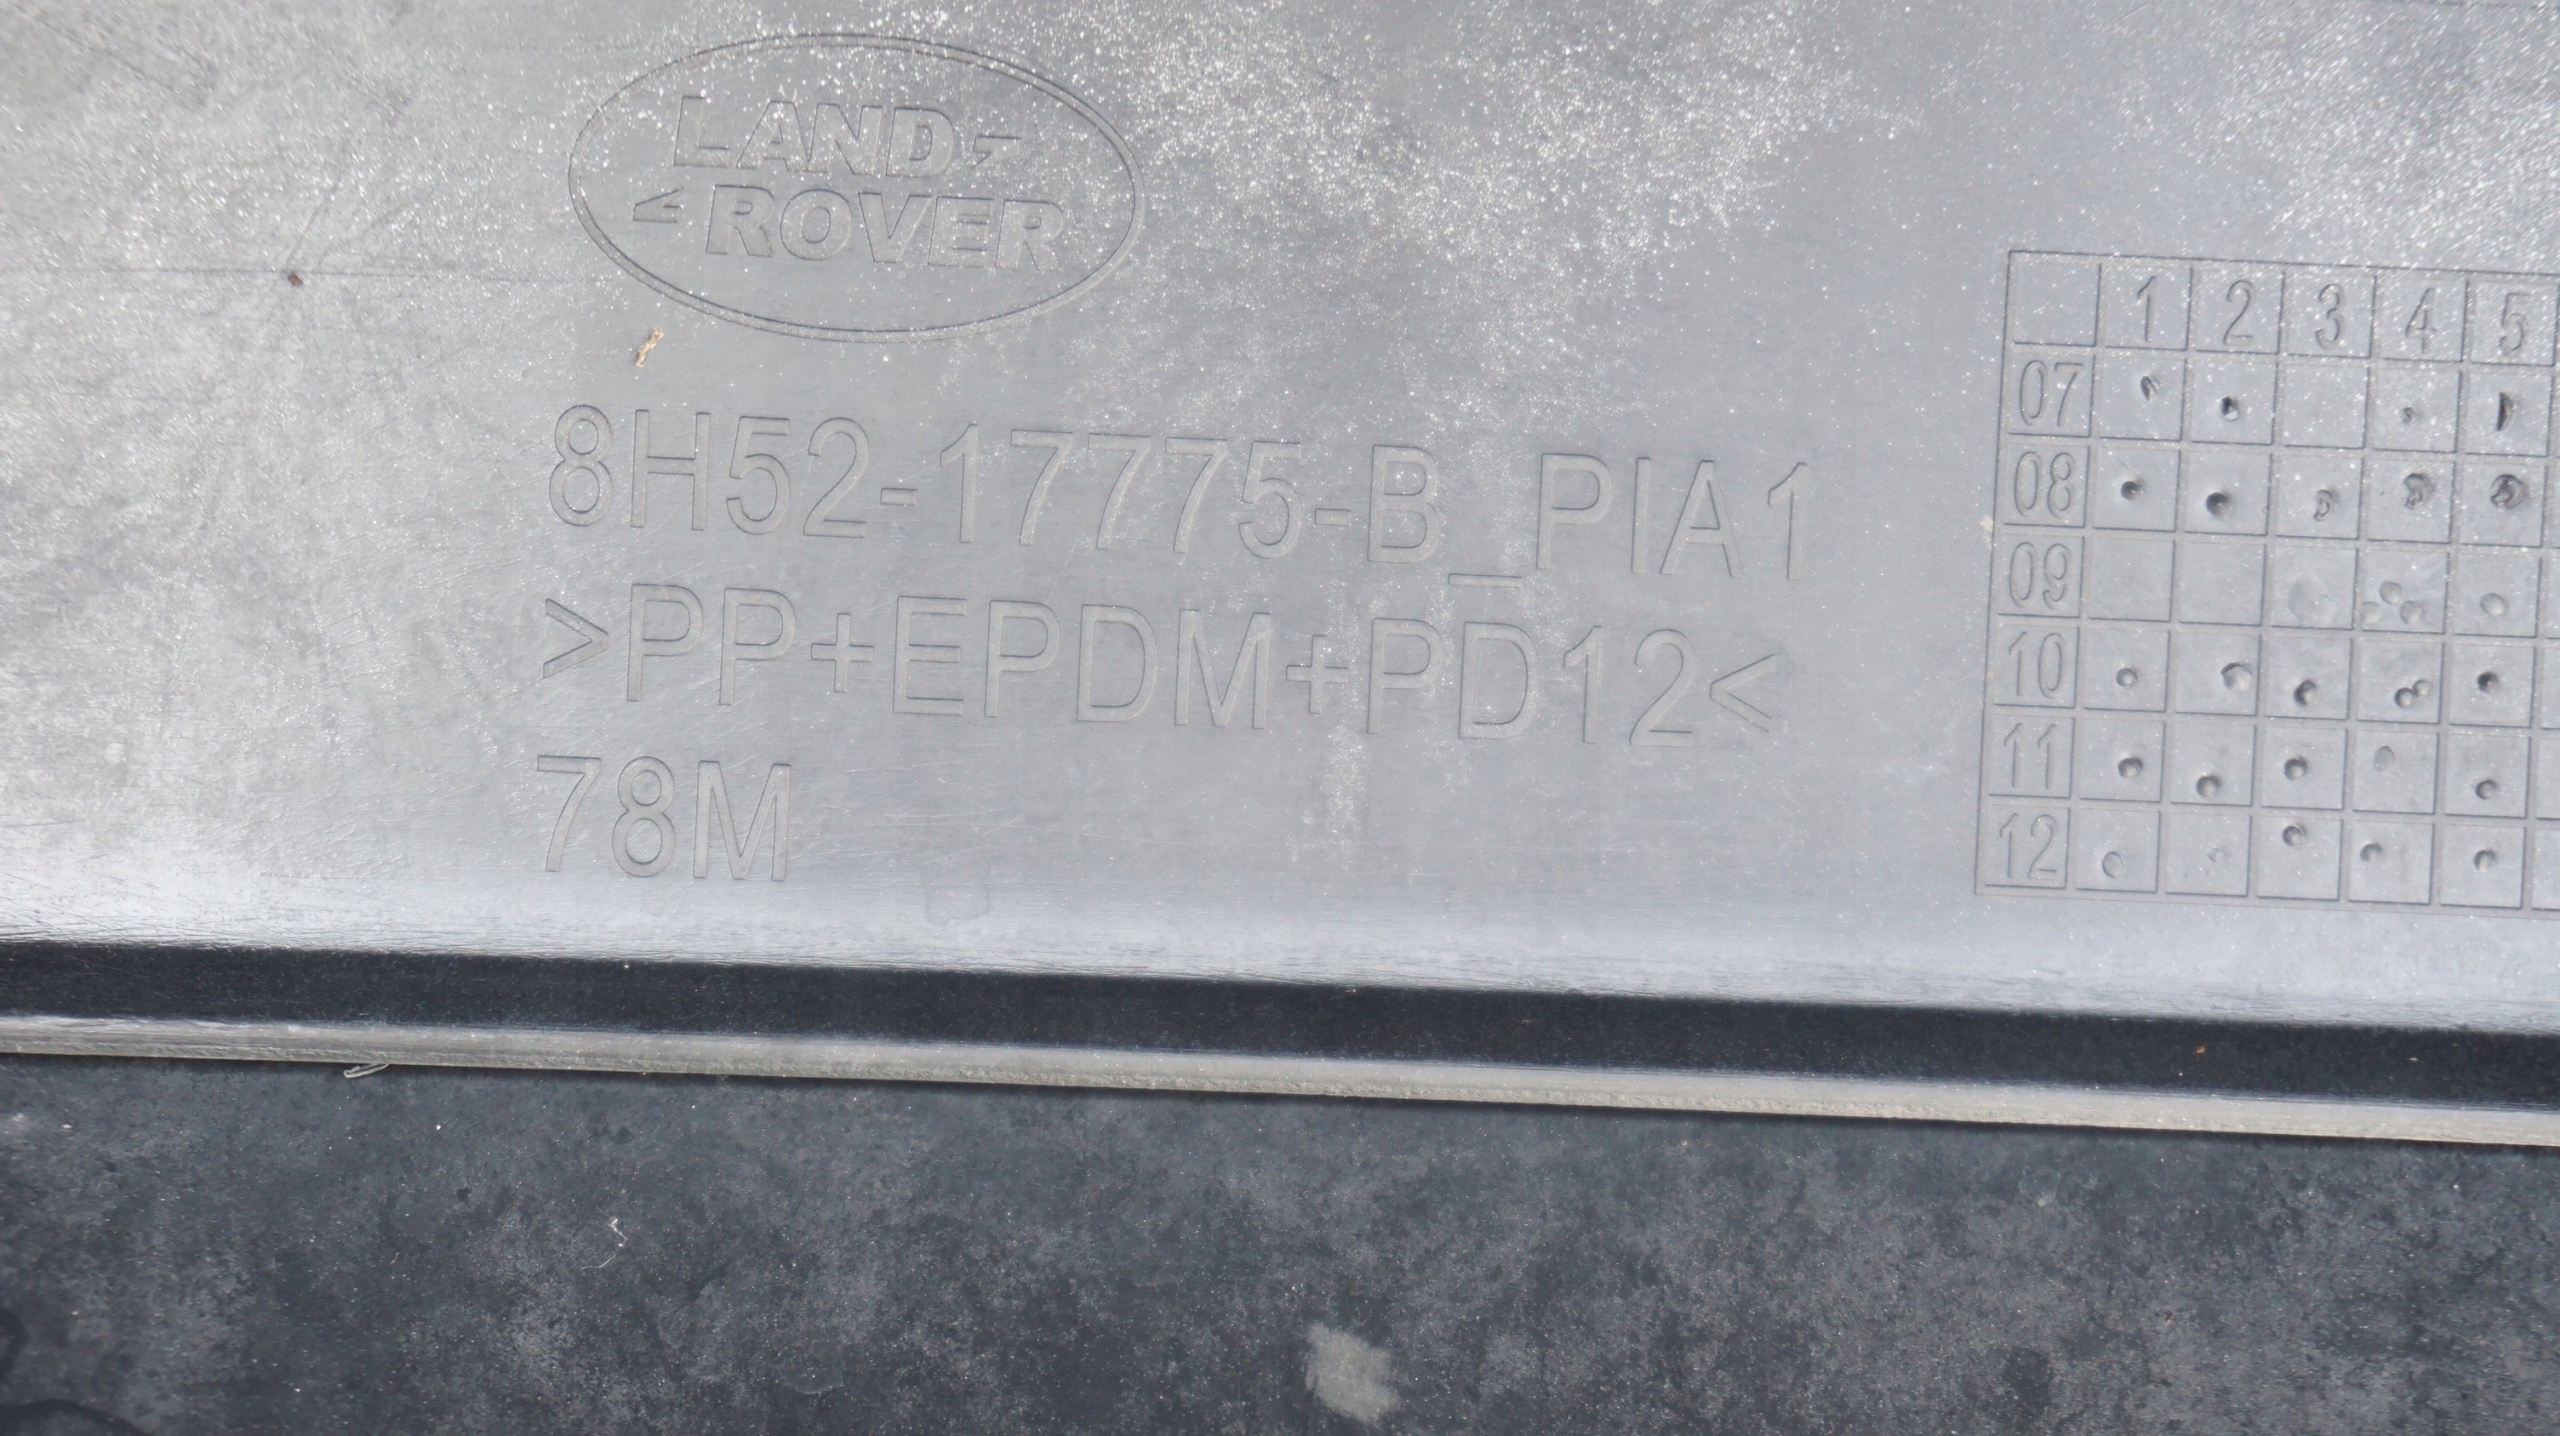 LAND
ROVER
8H52-17775-B_PIA1
>PP+EPDM+PD12<
78M
1 2 3 4 5
07
08
09
10
11
12